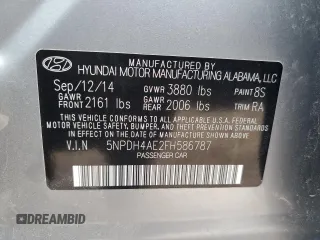 MANUFACTURED BY
HYUNDAI MOTOR MANUFACTURING ALABAMA, LLC
Sep/12/14 GVWR 3880 lbs PAINT 8S
GAWR FRONT 2161 lbs GAWR REAR 2006 lbs TRIM RA
THIS VEHICLE CONFORMS TO ALL APPLICABLE
FEDERAL MOTOR VEHICLE SAFETY, BUMPER, AND
THEFT PREVENTION STANDARDS IN EFFECT ON
THE DATE OF MANUFACTURE SHOWN ABOVE.
V.I.N 5NPDH4AE2FH586787
PASSENGER CAR
DREAMBID